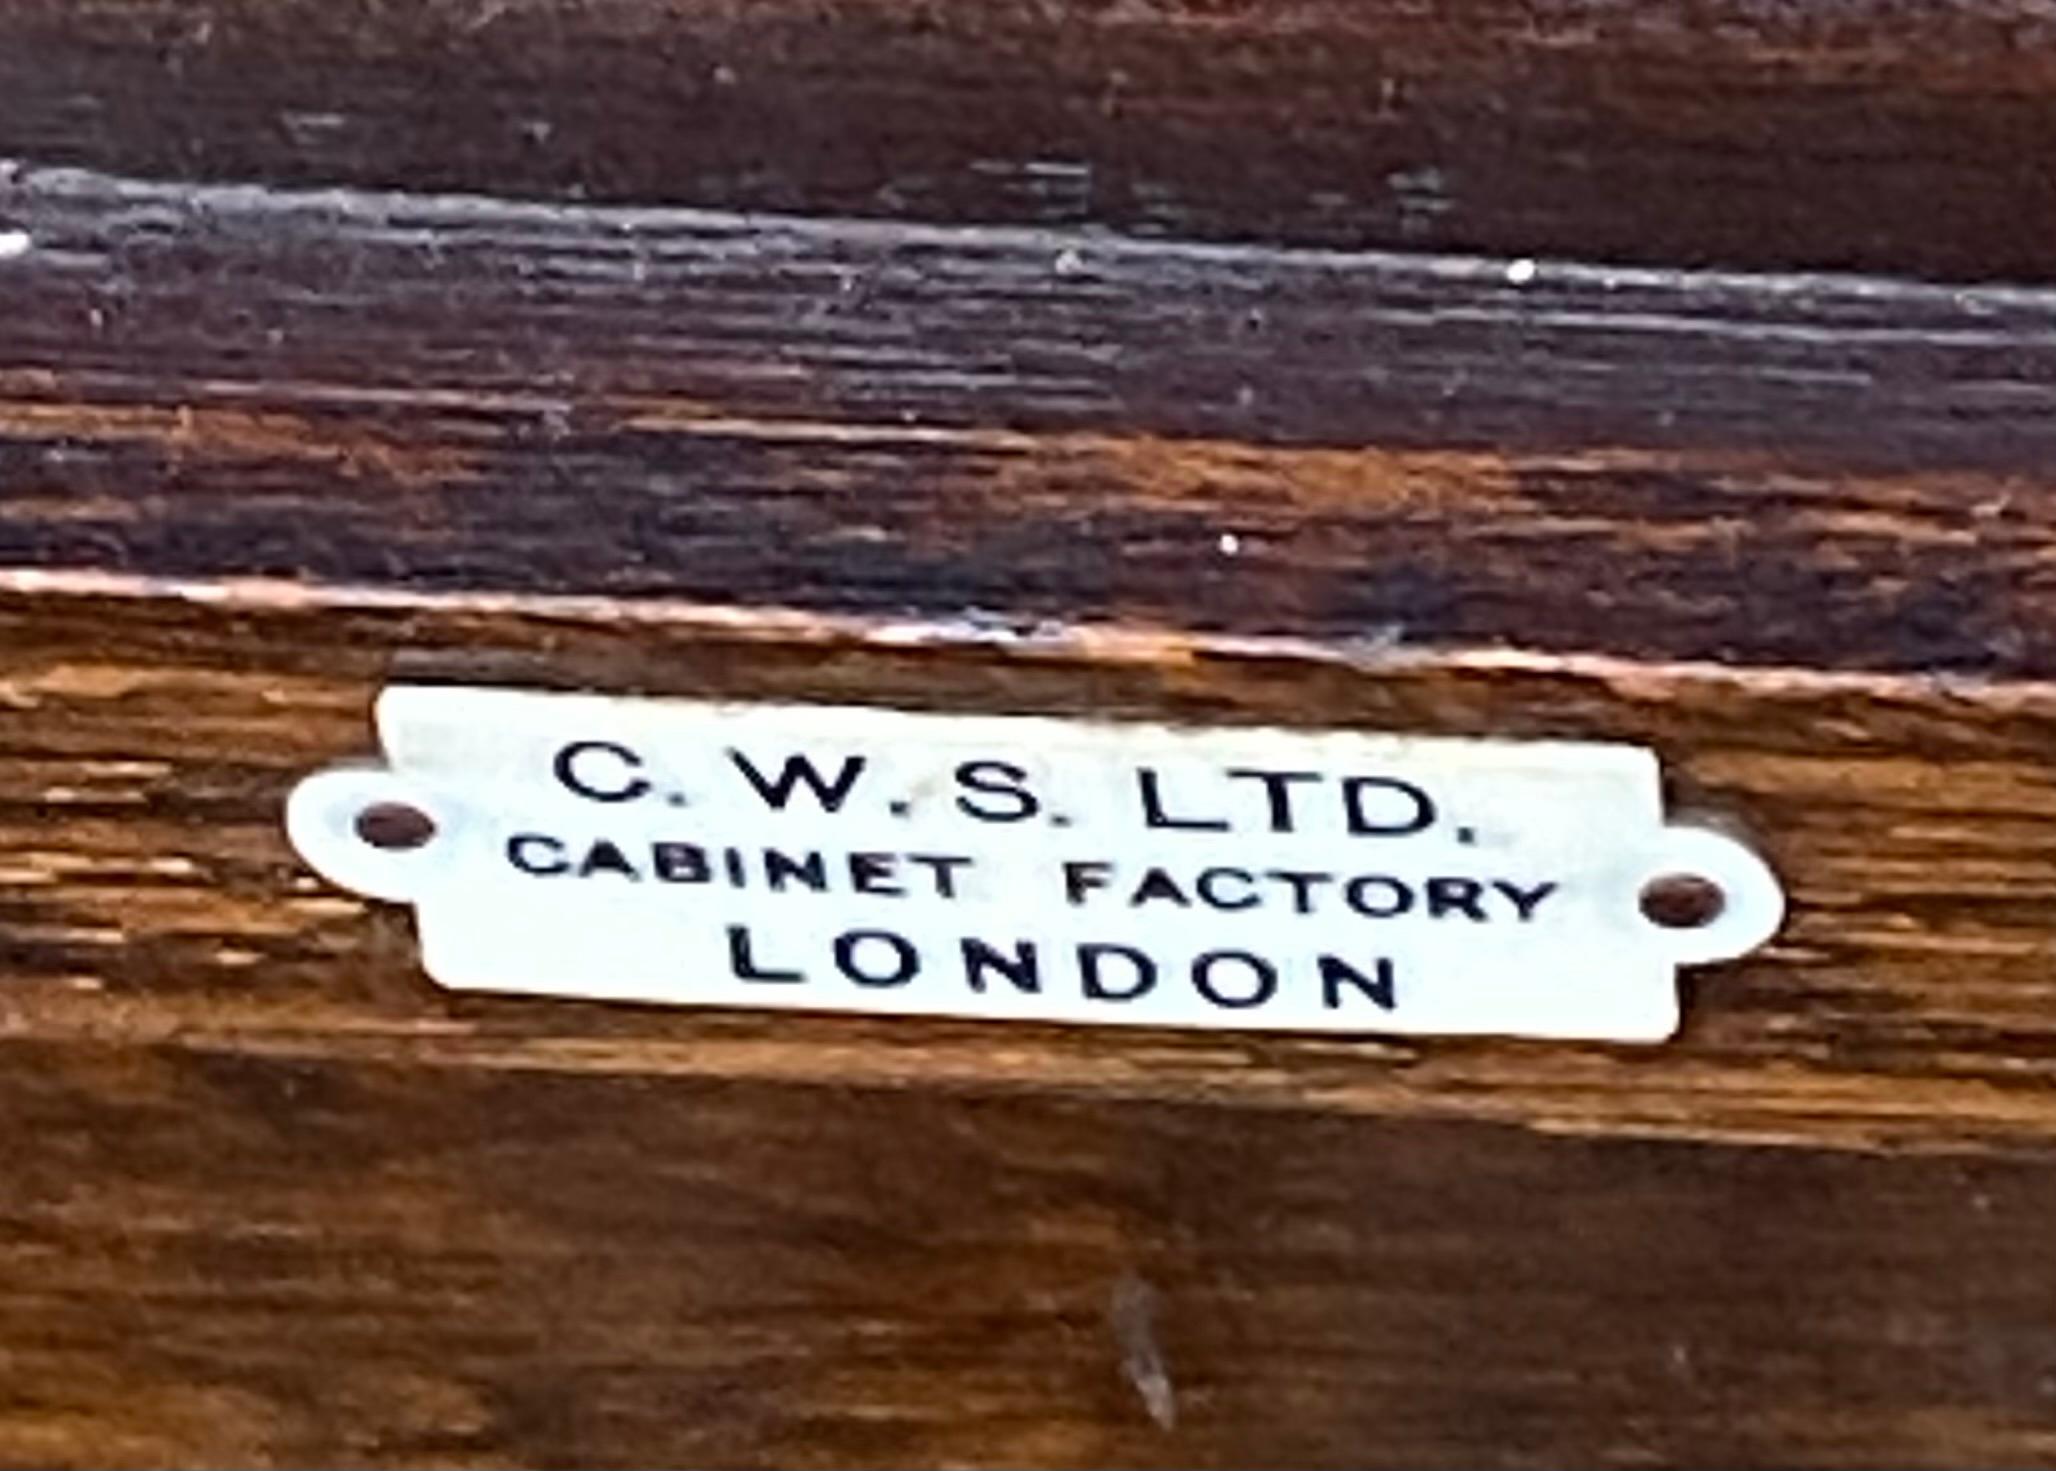 C. W. S. LTD.
CABINET FACTORY
LONDON